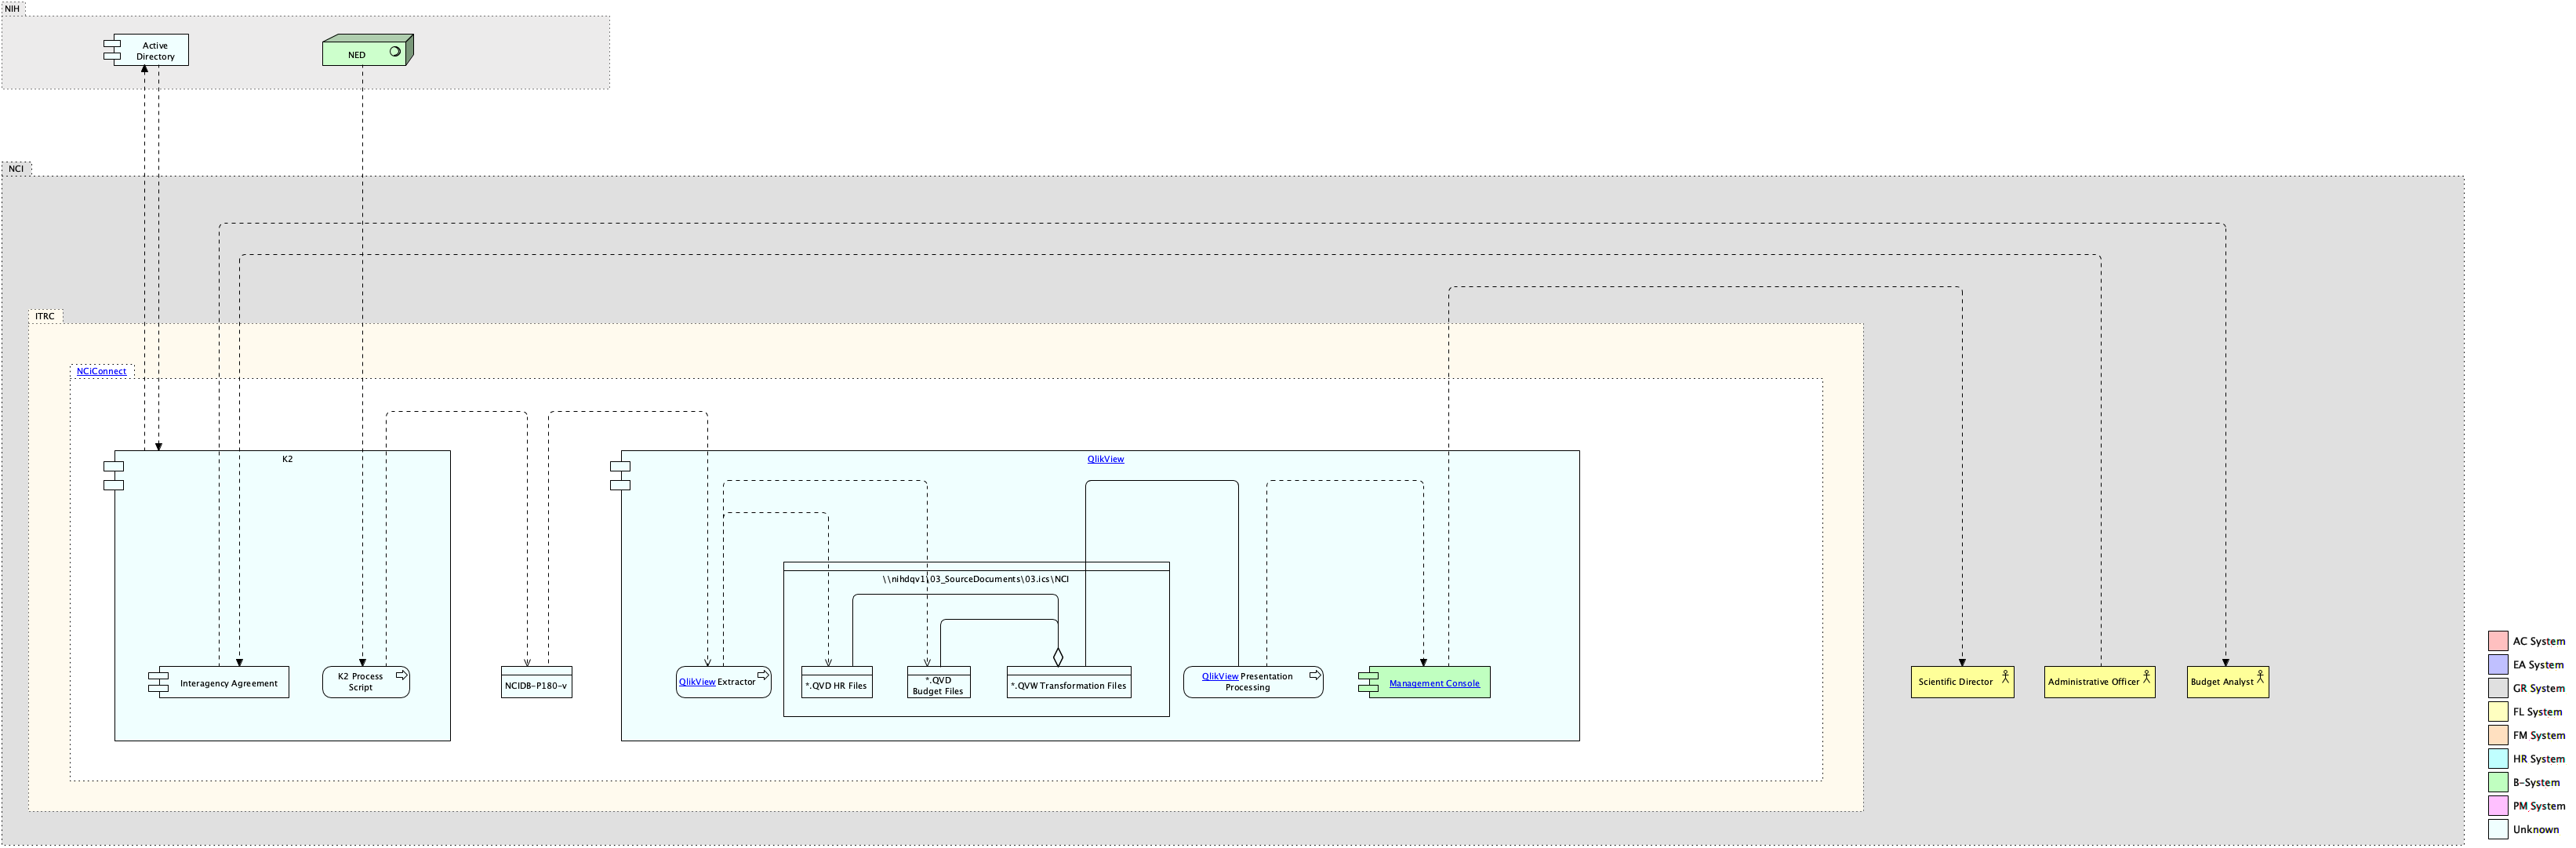 NIH
Active
Directory
NED
NCI
ITRC
NCiConnect
K2
QlikView
\\nihdqv1\03_SourceDocuments\03.ics\NCI
Interagency Agreement
K2 Process
Script
NCIDB-P180-v
QlikView Extractor
*.QVD HR Files
*.QVD
Budget Files
*.QVW Transformation Files
QlikView Presentation
Processing
Management Console
Scientific Director
Administrative Officer
Budget Analyst
AC System
EA System
GR System
FL System
FM System
HR System
B-System
PM System
Unknown